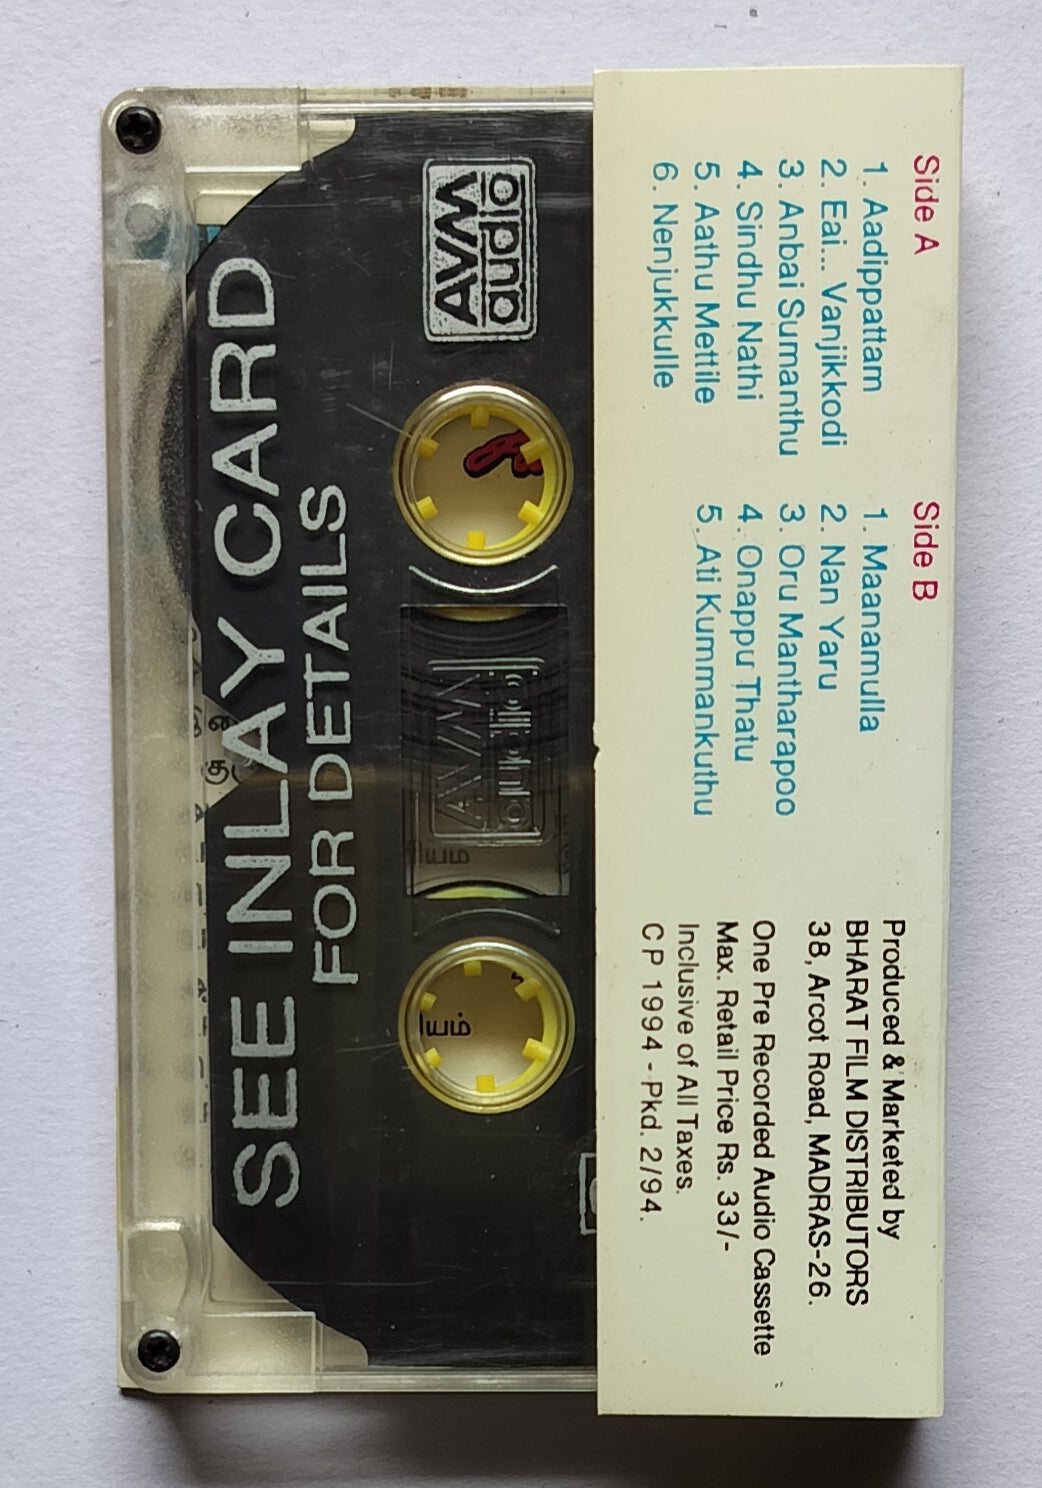 Side A
1. Aadippattam
2. Eai... Vanjikkodi
3. Anbai Sumanthu
4. Sindhu Nathi
5. Aathu Mettile
6. Nenjukkulle
Side B
1. Maanamulla
2. Nan Yaru
3. Oru Mantharapoo
4. Onappu Thatu
5. Ati Kummankuthu
Produced & Marketed by
BHARAT FILM DISTRIBUTORS
38, Arcot Road, MADRAS-26.
One Pre Recorded Audio Cassette
Max. Retail Price Rs. 33/-
Inclusive of All Taxes.
C P 1994 - Pkd. 2/94.
AVM
audio
AVM
audio
SEE INLAY CARD
FOR DETAILS